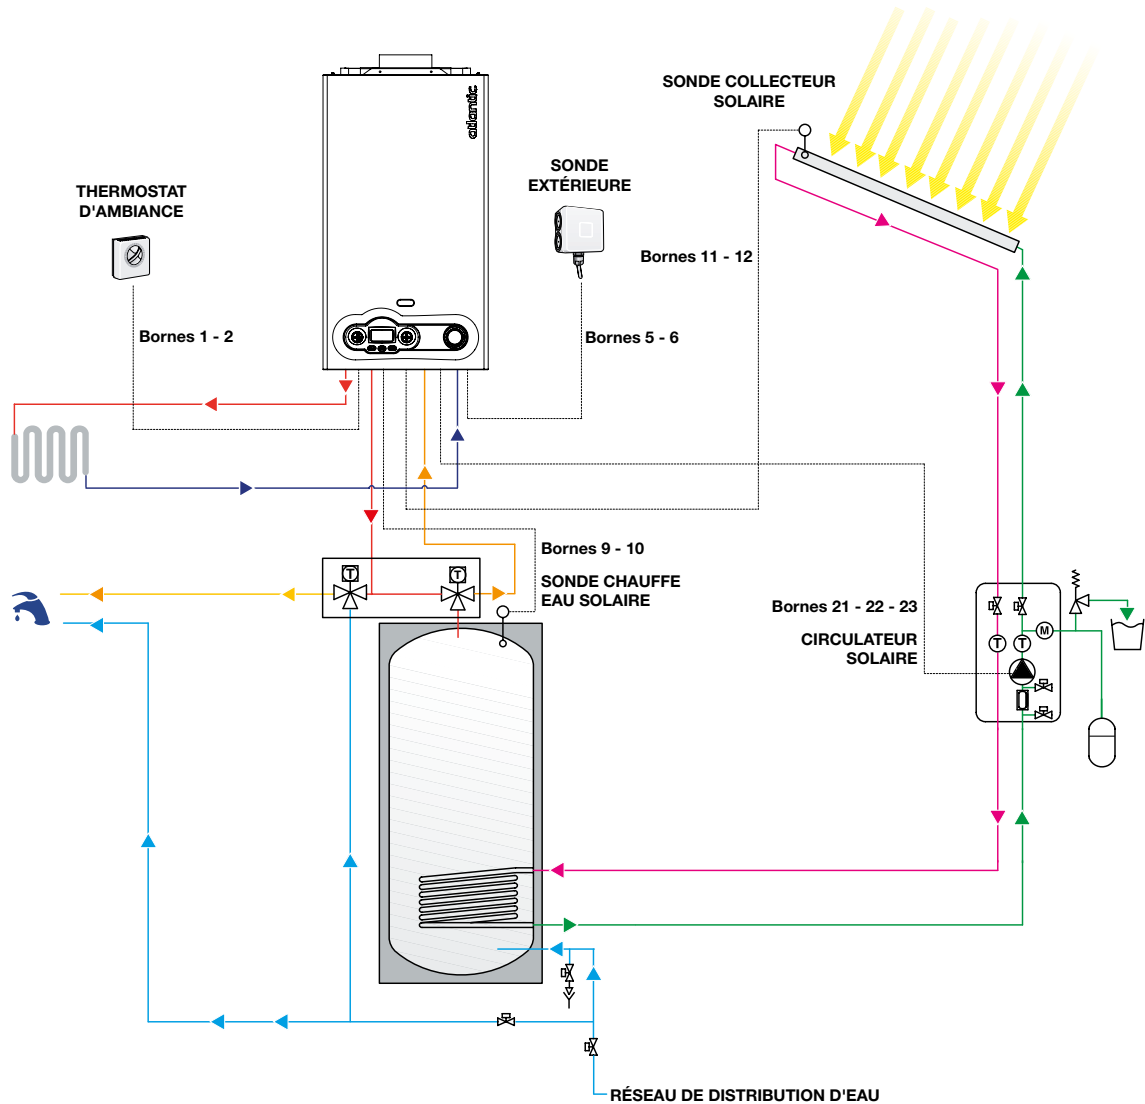 atlantic
SONDE COLLECTEUR
SOLAIRE
SONDE
EXTÉRIEURE
THERMOSTAT
D'AMBIANCE
Bornes 11 - 12
Bornes 1 - 2
Bornes 5 - 6
Bornes 9 - 10
SONDE CHAUFFE
EAU SOLAIRE
T
T
Bornes 21 - 22 - 23
CIRCULATEUR
SOLAIRE
M
T
T
RÉSEAU DE DISTRIBUTION D'EAU